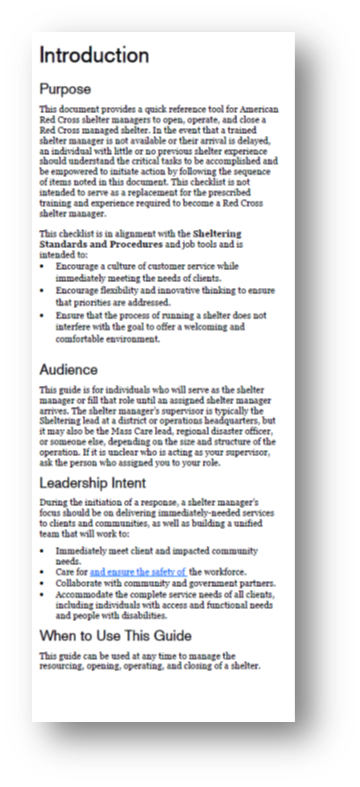 Introduction
Purpose
This document provides a quick reference tool for American
Red Cross shelter managers to open, operate, and close a
Red Cross managed shelter. In the event that a trained
shelter manager is not available or their arrival is delayed,
an individual with little or no previous shelter experience
should understand the critical tasks to be accomplished and
be empowered to initiate action by following the sequence
of items noted in this document. This checklist is not
intended to serve as a replacement for the prescribed
training and experience required to become a Red Cross
shelter manager.
This checklist is in alignment with the Sheltering
Standards and Procedures and job tools and is
intended to:
• Encourage a culture of customer service while
immediately meeting the needs of clients.
• Encourage flexibility and innovative thinking to ensure
that priorities are addressed.
• Ensure that the process of running a shelter does not
interfere with the goal to offer a welcoming and
comfortable environment.
Audience
This guide is for individuals who will serve as the shelter
manager or fill that role until an assigned shelter manager
arrives. The shelter manager's supervisor is typically the
Sheltering lead at a district or operations headquarters, but
it may also be the Mass Care lead, regional disaster officer,
or someone else, depending on the size and structure of the
operation. If it is unclear who is acting as your supervisor,
ask the person who assigned you to your role.
Leadership Intent
During the initiation of a response, a shelter manager's
focus should be on delivering immediately-needed services
to clients and communities, as well as building a unified
team that will work to:
• Immediately meet client and impacted community
needs.
• Care for and ensure the safety of the workforce.
• Collaborate with community and government partners.
• Accommodate the complete service needs of all clients,
including individuals with access and functional needs
and people with disabilities.
When to Use This Guide
This guide can be used at any time to manage the
resourcing, opening, operating, and closing of a shelter.